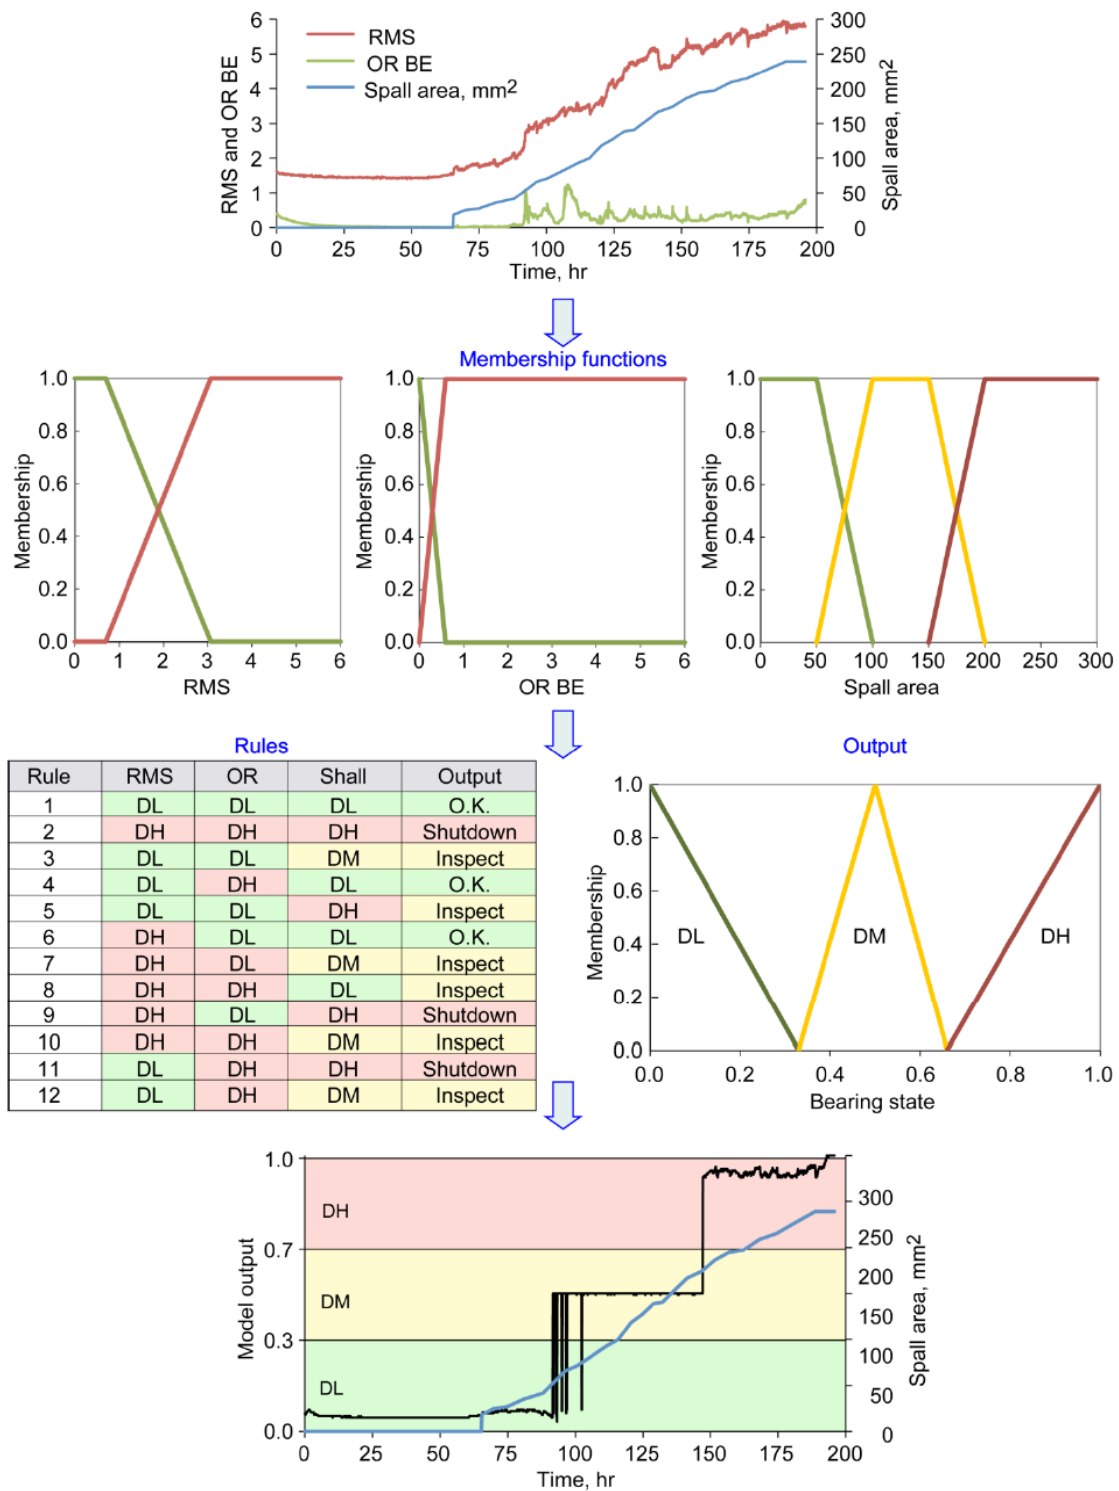 RMS
OR BE
Spall area, mm2
RMS and OR BE
6
5
4
3
2
1
0
300
250
200
150
100
50
0
Spall area, mm2
0 25 50 75 100 125 150 175 200
Time, hr
Membership functions
Membership
1.0
0.8
0.6
0.4
0.2
1.0
0 1 2 3 4 5 6
RMS
Membership
1.0
0.8
0.6
0.4
0.2
0.0
0 1 2 3 4 5 6
OR BE
Membership
1.0
0.8
0.6
0.4
0.2
0.0
0 50 100 150 200 250 300
Spall area
Rules
Rule RMS OR Shall Output
1 DL DL DL O.K.
2 DH DH DH Shutdown
3 DL DL DM Inspect
4 DL DH DL O.K.
5 DL DL DH Inspect
6 DH DL DL O.K.
7 DH DL DM Inspect
8 DH DH DL Inspect
9 DH DL DH Shutdown
10 DH DH DM Inspect
11 DL DH DH Shutdown
12 DL DH DM Inspect
Output
Membership
1.0
0.8
0.6
0.4
0.2
0.0
DL DM DH
0.0 0.2 0.4 0.6 0.8 1.0
Bearing state
Model output
1.0
0.7
0.3
0.0
DH
DM
DL
300
250
200
150
100
50
0
Spall area, mm2
0 25 50 75 100 125 150 175 200
Time, hr